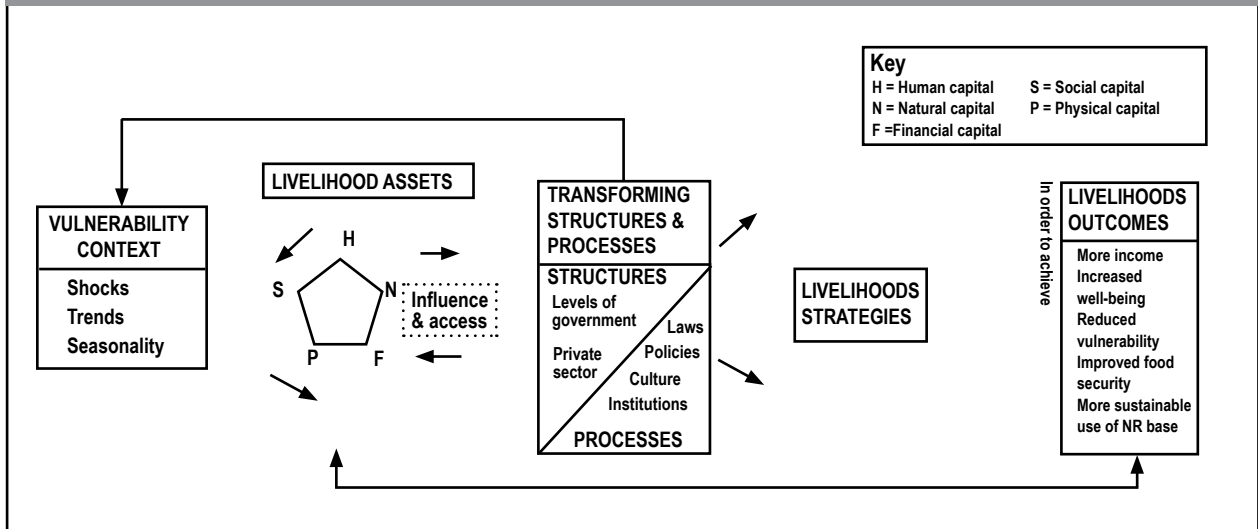 Key
H = Human capital S = Social capital
N = Natural capital P = Physical capital
F =Financial capital
LIVELIHOOD ASSETS
VULNERABILITY
CONTEXT
Shocks
Trends
Seasonality
H
S
N
P
F
Influence
& access
TRANSFORMING
STRUCTURES &
PROCESSES
STRUCTURES
Levels of
government
Private
sector
Laws
Policies
Culture
Institutions
PROCESSES
LIVELIHOODS
STRATEGIES
In order to achieve
LIVELIHOODS
OUTCOMES
More income
Increased
well-being
Reduced
vulnerability
Improved food
security
More sustainable
use of NR base